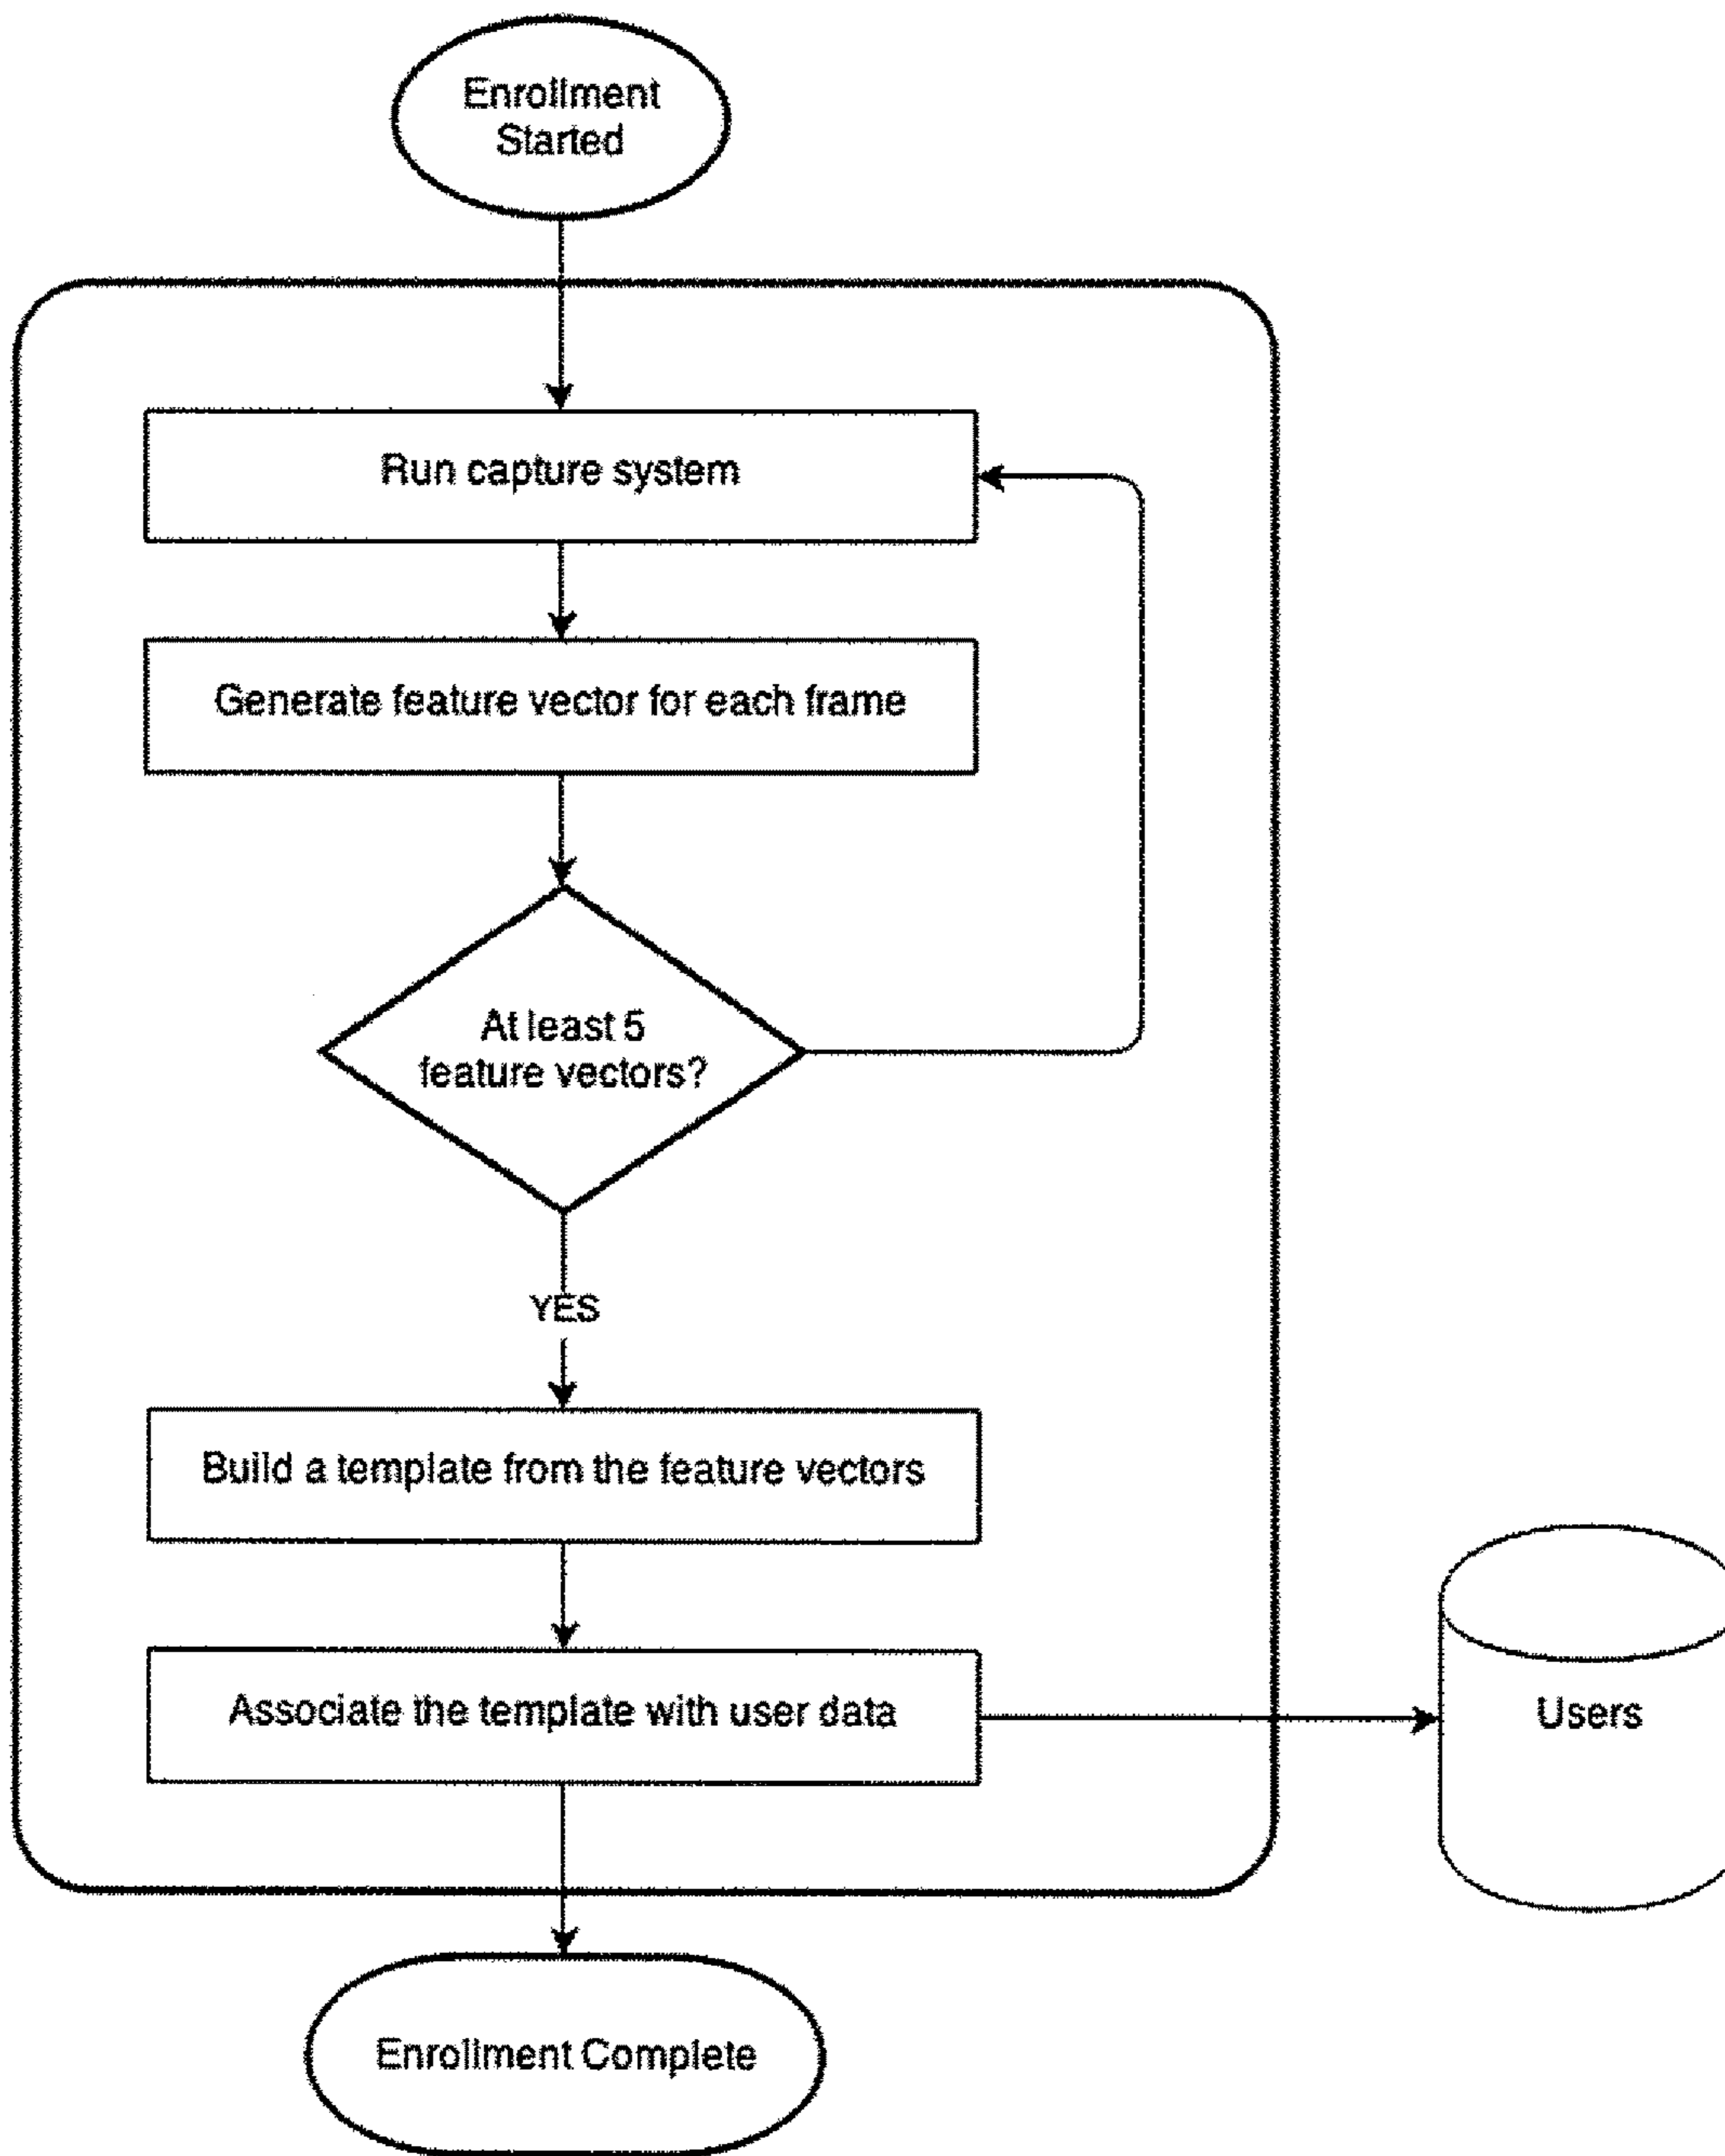 Enrollment
Started
Run capture system
Generate feature vector for each frame
At least 5
feature vectors?
YES
Build a template from the feature vectors
Associate the template with user data
Users
Enrollment Complete